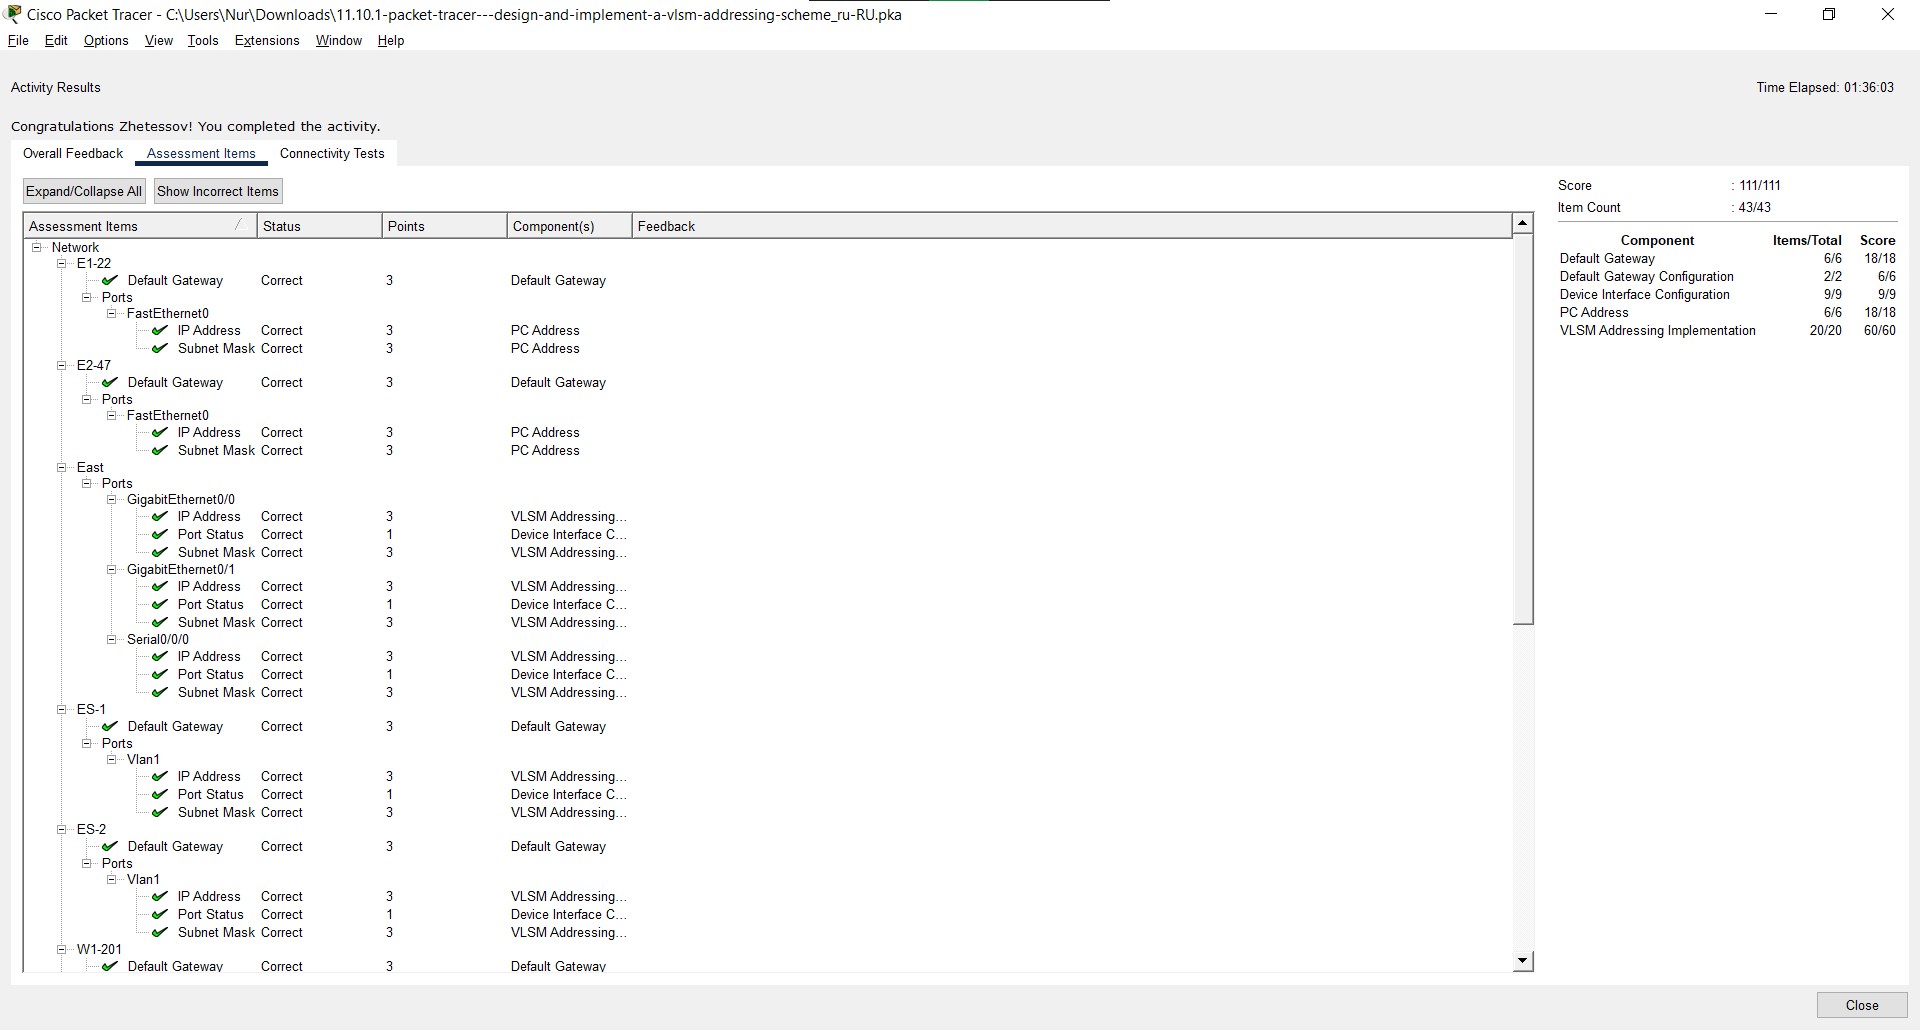 Cisco Packet Tracer - C:\Users\Nur\Downloads\11.10.1-packet-tracer---design-and-implement-a-vlsm-addressing-scheme_ru-RU.pka
File Edit Options View Tools Extensions Window Help
Activity Results Time Elapsed: 01:36:03
Congratulations Zhetessov! You completed the activity.
Overall Feedback Assessment Items Connectivity Tests
Expand/Collapse All Show Incorrect Items
Score : 111/111
Item Count : 43/43
Component Items/Total Score
Default Gateway 6/6 18/18
Default Gateway Configuration 2/2 6/6
Device Interface Configuration 9/9 9/9
PC Address 6/6 18/18
VLSM Addressing Implementation 20/20 60/60
Assessment Items Status Points Component(s) Feedback
Network
E1-22
Default Gateway Correct 3 Default Gateway
Ports
FastEthernet0
IP Address Correct 3 PC Address
Subnet Mask Correct 3 PC Address
E2-47
Default Gateway Correct 3 Default Gateway
Ports
FastEthernet0
IP Address Correct 3 PC Address
Subnet Mask Correct 3 PC Address
East
Ports
GigabitEthernet0/0
IP Address Correct 3 VLSM Addressing...
Port Status Correct 1 Device Interface C...
Subnet Mask Correct 3 VLSM Addressing...
GigabitEthernet0/1
IP Address Correct 3 VLSM Addressing...
Port Status Correct 1 Device Interface C...
Subnet Mask Correct 3 VLSM Addressing...
Serial0/0/0
IP Address Correct 3 VLSM Addressing...
Port Status Correct 1 Device Interface C...
Subnet Mask Correct 3 VLSM Addressing...
ES-1
Default Gateway Correct 3 Default Gateway
Ports
Vlan1
IP Address Correct 3 VLSM Addressing...
Port Status Correct 1 Device Interface C...
Subnet Mask Correct 3 VLSM Addressing...
ES-2
Default Gateway Correct 3 Default Gateway
Ports
Vlan1
IP Address Correct 3 VLSM Addressing...
Port Status Correct 1 Device Interface C...
Subnet Mask Correct 3 VLSM Addressing...
W1-201
Default Gateway Correct 3 Default Gateway
Close